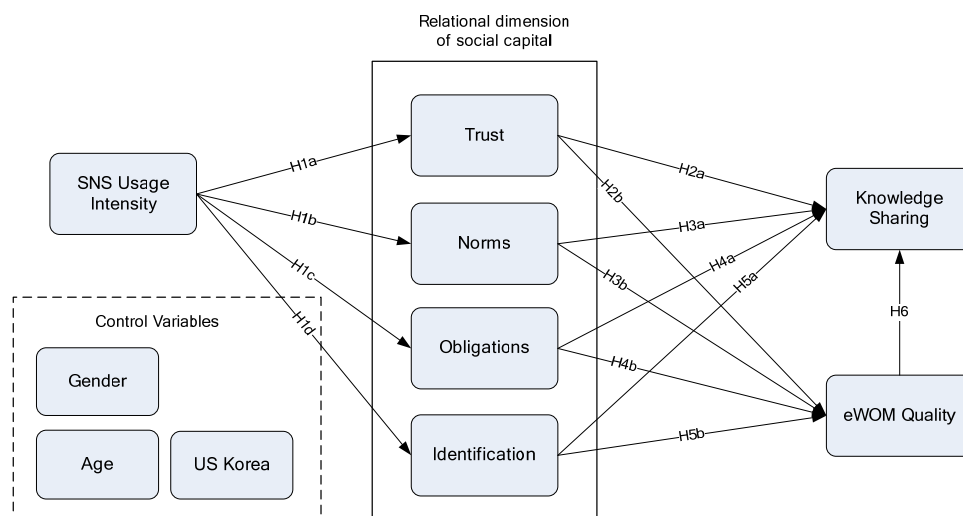 Relational dimension
of social capital
Trust
Norms
Obligations
Identification
SNS Usage
Intensity
Knowledge
Sharing
eWOM Quality
Control Variables
Gender
Age
US Korea
H1a
H1b
H1c
H1d
H2a
H2b
H3a
H3b
H4a
H4b
H5a
H5b
H6